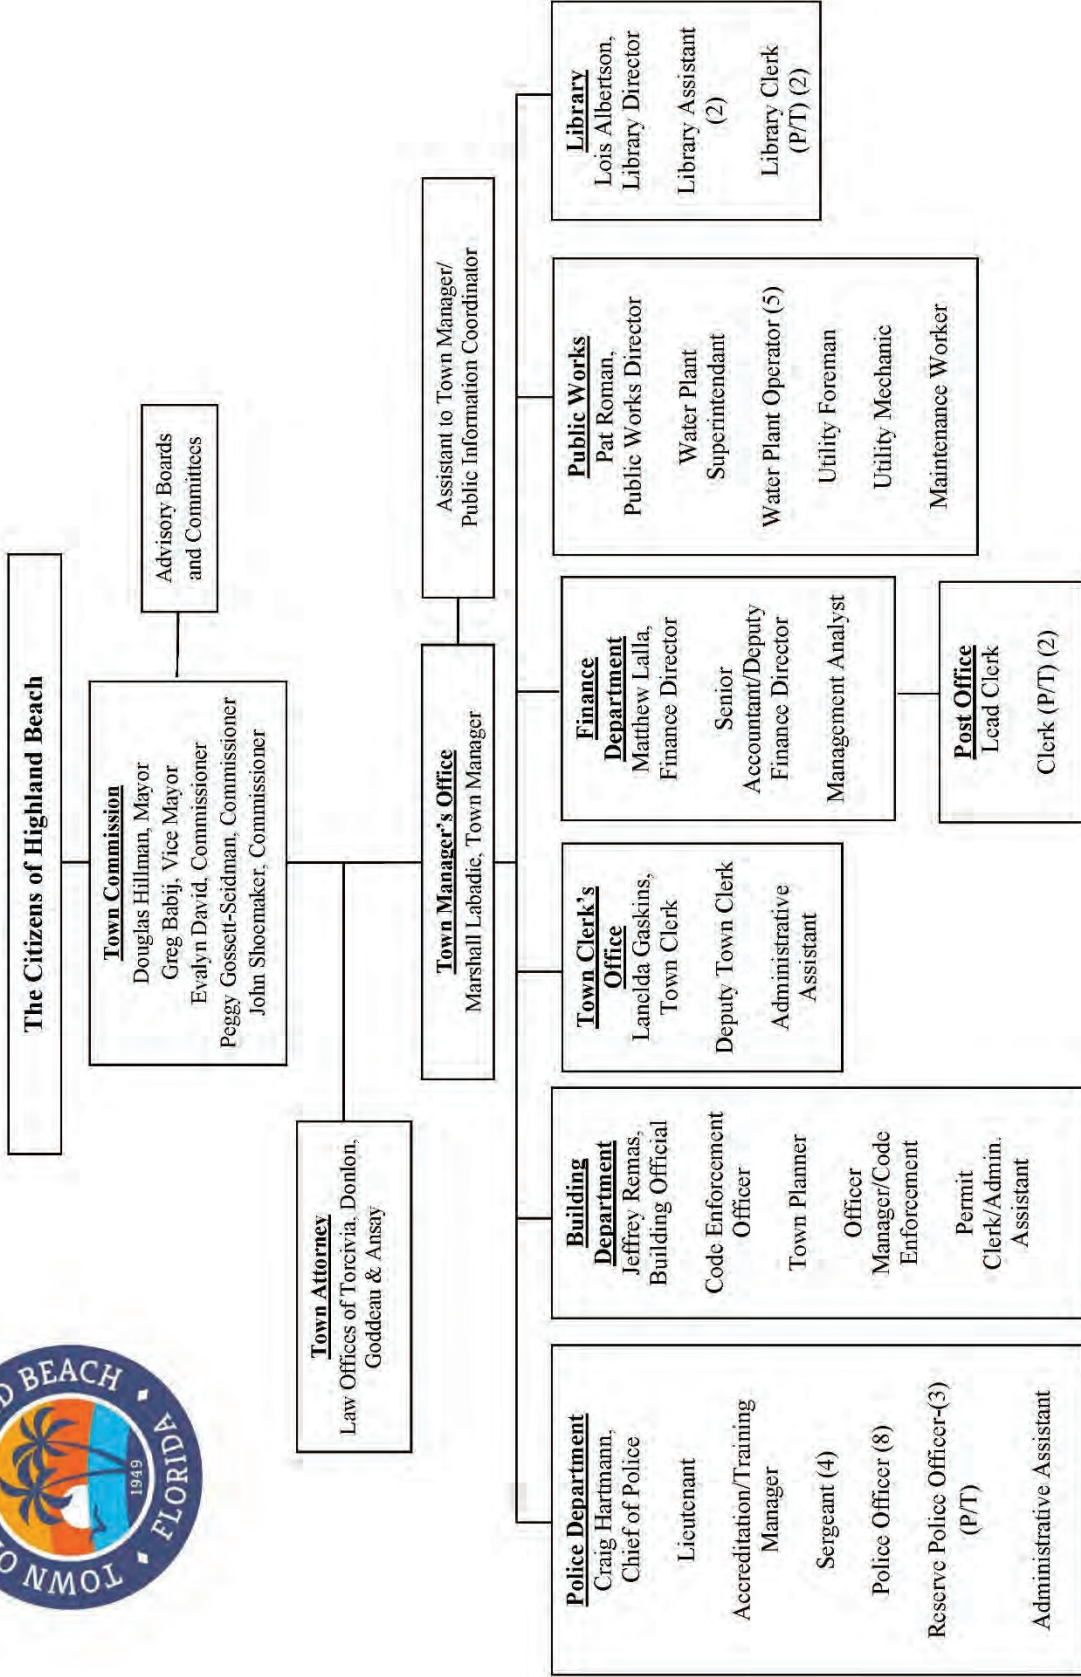 TOWN OF
D BEACH
FLORIDA
1949
The Citizens of Highland Beach
Town Commission
Douglas Hillman, Mayor
Greg Babij, Vice Mayor
Evalyn David, Commissioner
Peggy Gossett-Seidman, Commissioner
John Shoemaker, Commissioner
Advisory Boards
and Committees
Town Attorney
Law Offices of Torcivia, Donlon,
Goddeau & Ansay
Town Manager's Office
Marshall Labadie, Town Manager
Assistant to Town Manager/
Public Information Coordinator
Police Department
Craig Hartmann,
Chief of Police
Lieutenant
Accreditation/Training
Manager
Sergeant (4)
Police Officer (8)
Reserve Police Officer-(3)
(P/T)
Administrative Assistant
Building
Department
Jeffrey Remas,
Building Official
Code Enforcement
Officer
Town Planner
Officer
Manager/Code
Enforcement
Permit
Clerk/Admin.
Assistant
Town Clerk's
Office
Lanelda Gaskins,
Town Clerk
Deputy Town Clerk
Administrative
Assistant
Finance
Department
Matthew Lalla,
Finance Director
Senior
Accountant/Deputy
Finance Director
Management Analyst
Post Office
Lead Clerk
Clerk (P/T) (2)
Public Works
Pat Roman,
Public Works Director
Water Plant
Superintendant
Water Plant Operator (5)
Utility Foreman
Utility Mechanic
Maintenance Worker
Library
Lois Albertson,
Library Director
Library Assistant
(2)
Library Clerk
(P/T) (2)